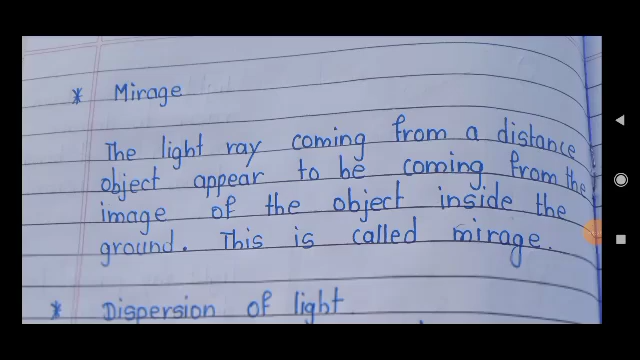 * Mirage
The light ray coming from a distance
object appear to be coming from the
image of the object inside the
ground. This is called mirage.
* Dispersion of light